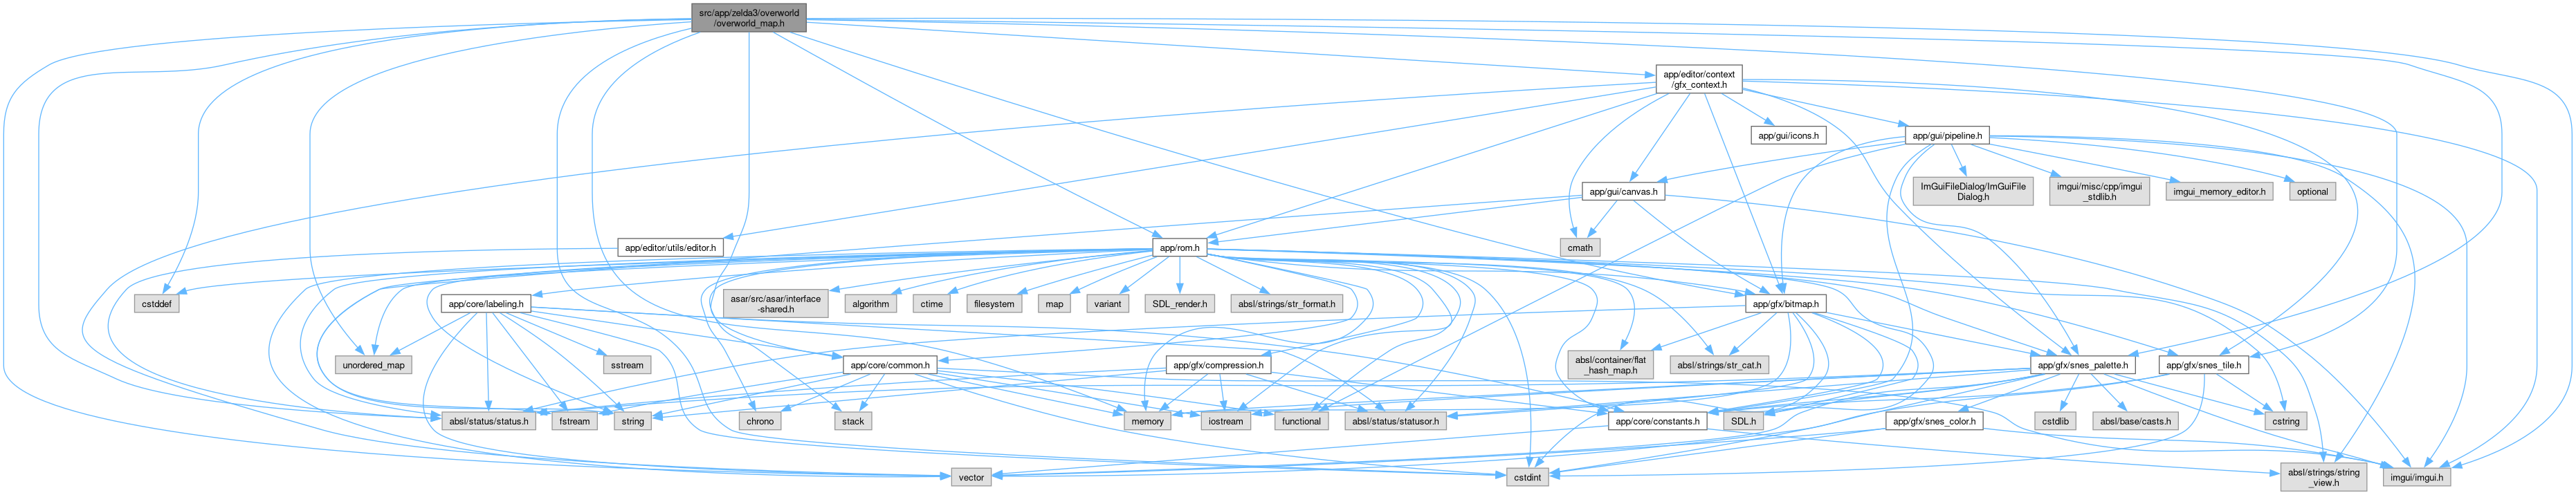 src/app/zelda3/overworld
/overworld_map.h
app/editor/context
/gfx_context.h
app/gui/icons.h
app/gui/pipeline.h
app/gui/canvas.h
ImGuiFileDialog/ImGuiFile
Dialog.h
imgui/misc/cpp/imgui
_stdlib.h
imgui_memory_editor.h
optional
app/editor/utils/editor.h
app/rom.h
cmath
cstddef
app/core/labeling.h
asar/src/asar/interface
-shared.h
algorithm
ctime
filesystem
map
variant
SDL_render.h
absl/strings/str_format.h
app/gfx/bitmap.h
unordered_map
sstream
app/core/common.h
app/gfx/compression.h
absl/container/flat
_hash_map.h
absl/strings/str_cat.h
app/gfx/snes_palette.h
app/gfx/snes_tile.h
absl/status/status.h
fstream
string
chrono
stack
memory
iostream
functional
absl/status/statusor.h
SDL.h
app/core/constants.h
app/gfx/snes_color.h
cstdlib
absl/base/casts.h
cstring
vector
cstdint
absl/strings/string
_view.h
imgui/imgui.h